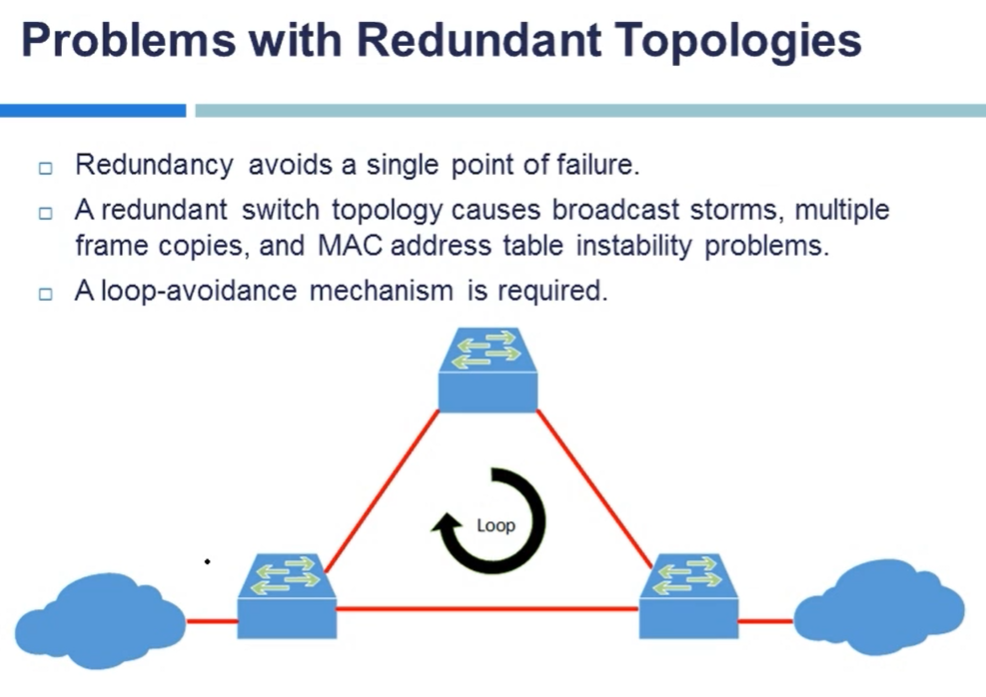 Problems with Redundant Topologies
Redundancy avoids a single point of failure.
A redundant switch topology causes broadcast storms, multiple
frame copies, and MAC address table instability problems.
A loop-avoidance mechanism is required.
Loop